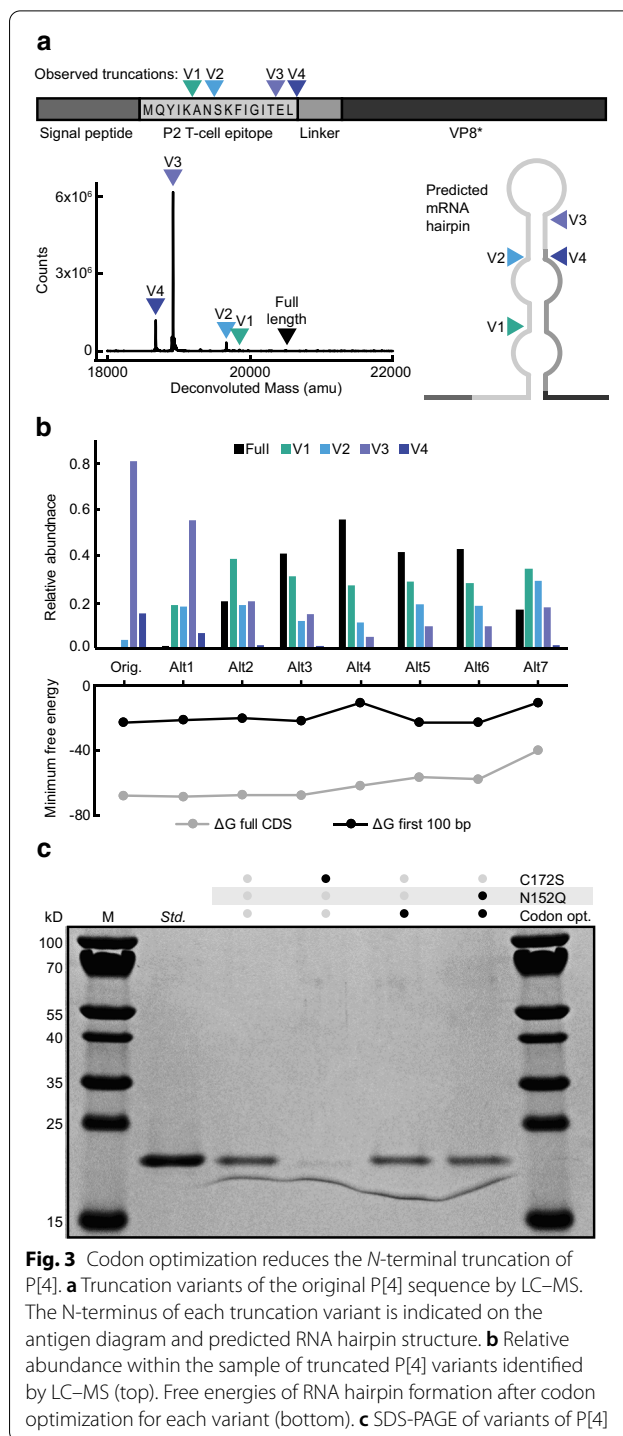 a
Observed truncations: V1 V2 V3 V4
MQYIKANSKFIGITEL
Signal peptide P2 T-cell epitope Linker VP8*
V3
6x10⁶
Counts
3x10⁶
0
V4
V2 V1 Full length
18000 20000 22000
Deconvoluted Mass (amu)
Predicted mRNA hairpin
V3
V2 V4
V1
b
Full V1 V2 V3 V4
Relative abundnace
0.8
0.4
0.2
0.0
Orig. Alt1 Alt2 Alt3 Alt4 Alt5 Alt6 Alt7
Minimum free energy
0
-40
-80
ΔG full CDS ΔG first 100 bp
c
C172S
N152Q
kD M Std. Codon opt.
100
70
55
40
35
25
15
Fig. 3 Codon optimization reduces the N-terminal truncation of
P[4]. a Truncation variants of the original P[4] sequence by LC–MS.
The N-terminus of each truncation variant is indicated on the
antigen diagram and predicted RNA hairpin structure. b Relative
abundance within the sample of truncated P[4] variants identified
by LC–MS (top). Free energies of RNA hairpin formation after codon
optimization for each variant (bottom). c SDS-PAGE of variants of P[4]